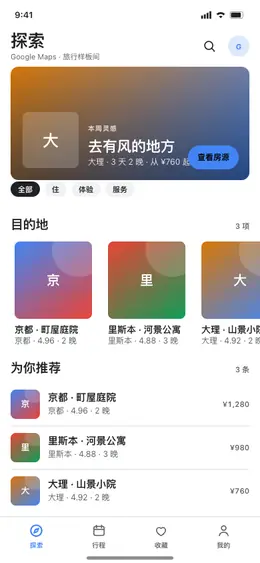 9:41
探索
Google Maps · 旅行样板间
G
本周灵感
大
去有风的地方
大理 · 3 天 2 晚 · 从 ¥760 起
查看房源
全部
住
体验
服务
目的地
3 项
京
里
大
京都 · 町屋庭院
里斯本 · 河景公寓
大理 · 山景小院
京都 · 4.96 · 2 晚
里斯本 · 4.88 · 3 晚
大理 · 4.92 · 2 晚
为你推荐
3 条
京
京都 · 町屋庭院
京都 · 4.96 · 2 晚
¥1,280
里
里斯本 · 河景公寓
里斯本 · 4.88 · 3 晚
¥980
大
大理 · 山景小院
大理 · 4.92 · 2 晚
¥760
探索
行程
收藏
我的